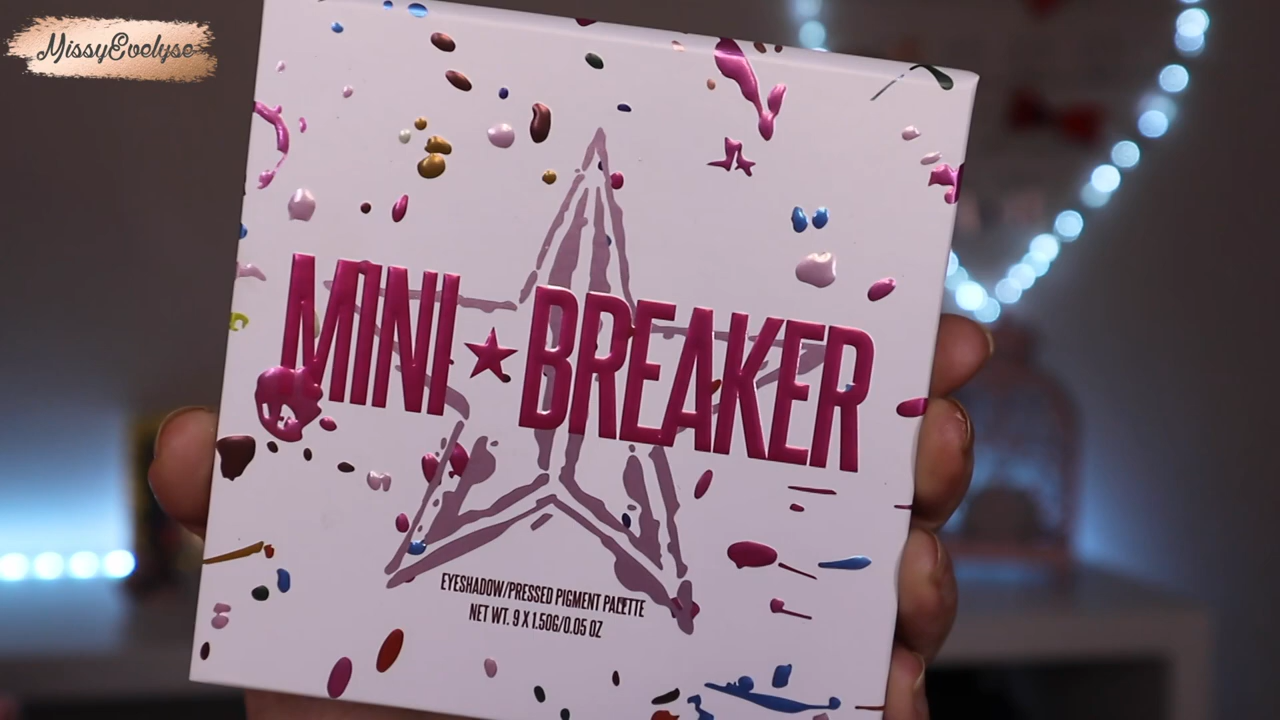 MissyEvelyse
MINI ★ BREAKER
EYESHADOW/PRESSED PIGMENT PALETTE
NET WT. 9 X 1.50G/0.05 OZ